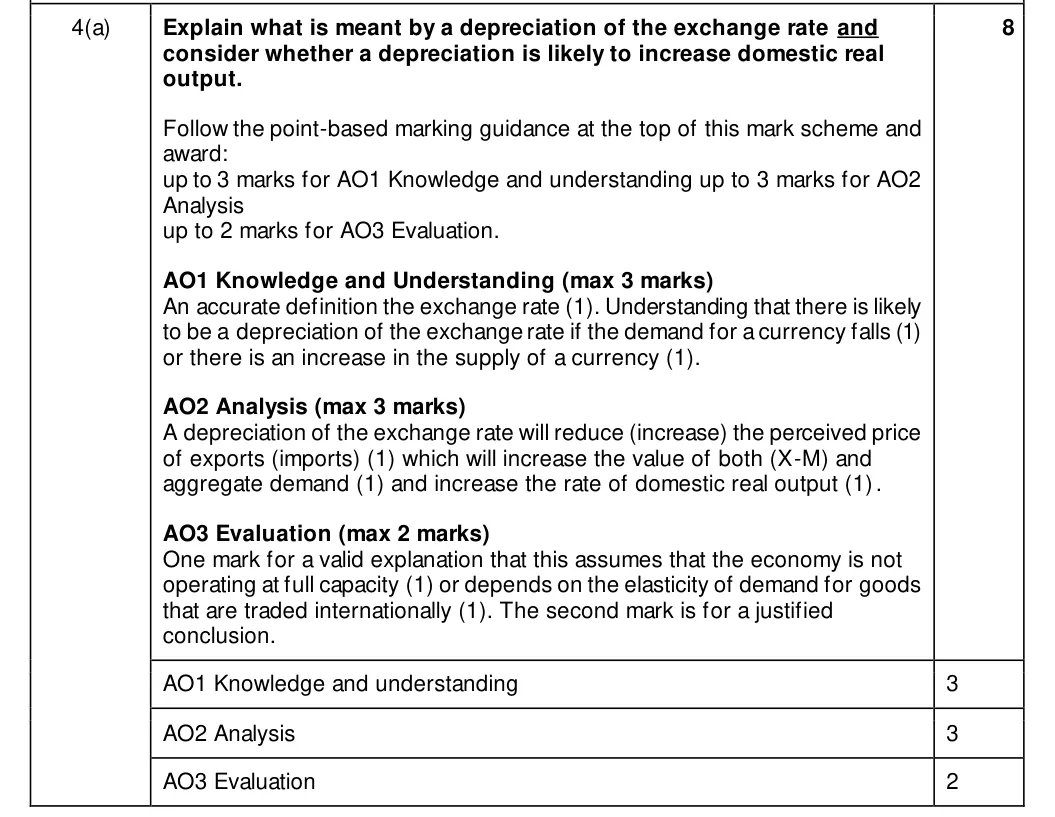 4(a)
Explain what is meant by a depreciation of the exchange rate and
8
consider whether a depreciation is likely to increase domestic real
output.
Follow the point-based marking guidance at the top of this mark scheme and
award:
up to 3 marks for AO1 Knowledge and understanding up to 3 marks for AO2
Analysis
up to 2 marks for AO3 Evaluation.
AO1 Knowledge and Understanding (max 3 marks)
An accurate definition the exchange rate (1). Understanding that there is likely
to be a depreciation of the exchange rate if the demand for a currency falls (1)
or there is an increase in the supply of a currency (1).
AO2 Analysis (max 3 marks)
A depreciation of the exchange rate will reduce (increase) the perceived price
of exports (imports) (1) which will increase the value of both (X-M) and
aggregate demand (1) and increase the rate of domestic real output (1).
AO3 Evaluation (max 2 marks)
One mark for a valid explanation that this assumes that the economy is not
operating at full capacity (1) or depends on the elasticity of demand for goods
that are traded internationally (1). The second mark is for a justified
conclusion.
AO1 Knowledge and understanding
3
AO2 Analysis
3
AO3 Evaluation
2